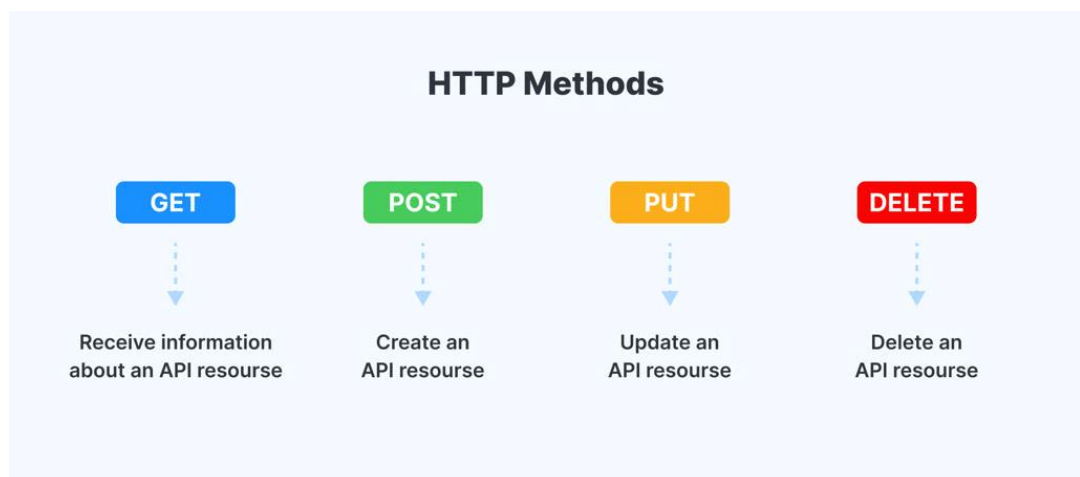 HTTP Methods
GET
POST
PUT
DELETE
Receive information
about an API resourse
Create an
API resourse
Update an
API resourse
Delete an
API resourse